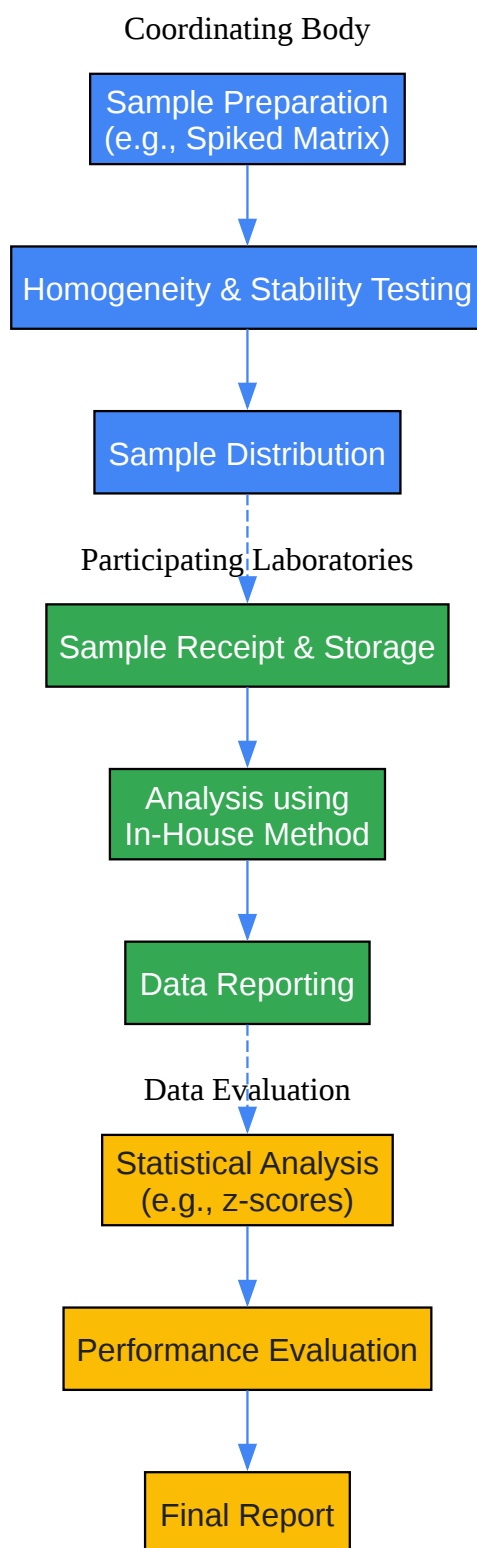 Coordinating Body
Sample Preparation
(e.g., Spiked Matrix)
Homogeneity & Stability Testing
Sample Distribution
Participating Laboratories
Sample Receipt & Storage
Analysis using
In-House Method
Data Reporting
Data Evaluation
Statistical Analysis
(e.g., z-scores)
Performance Evaluation
Final Report